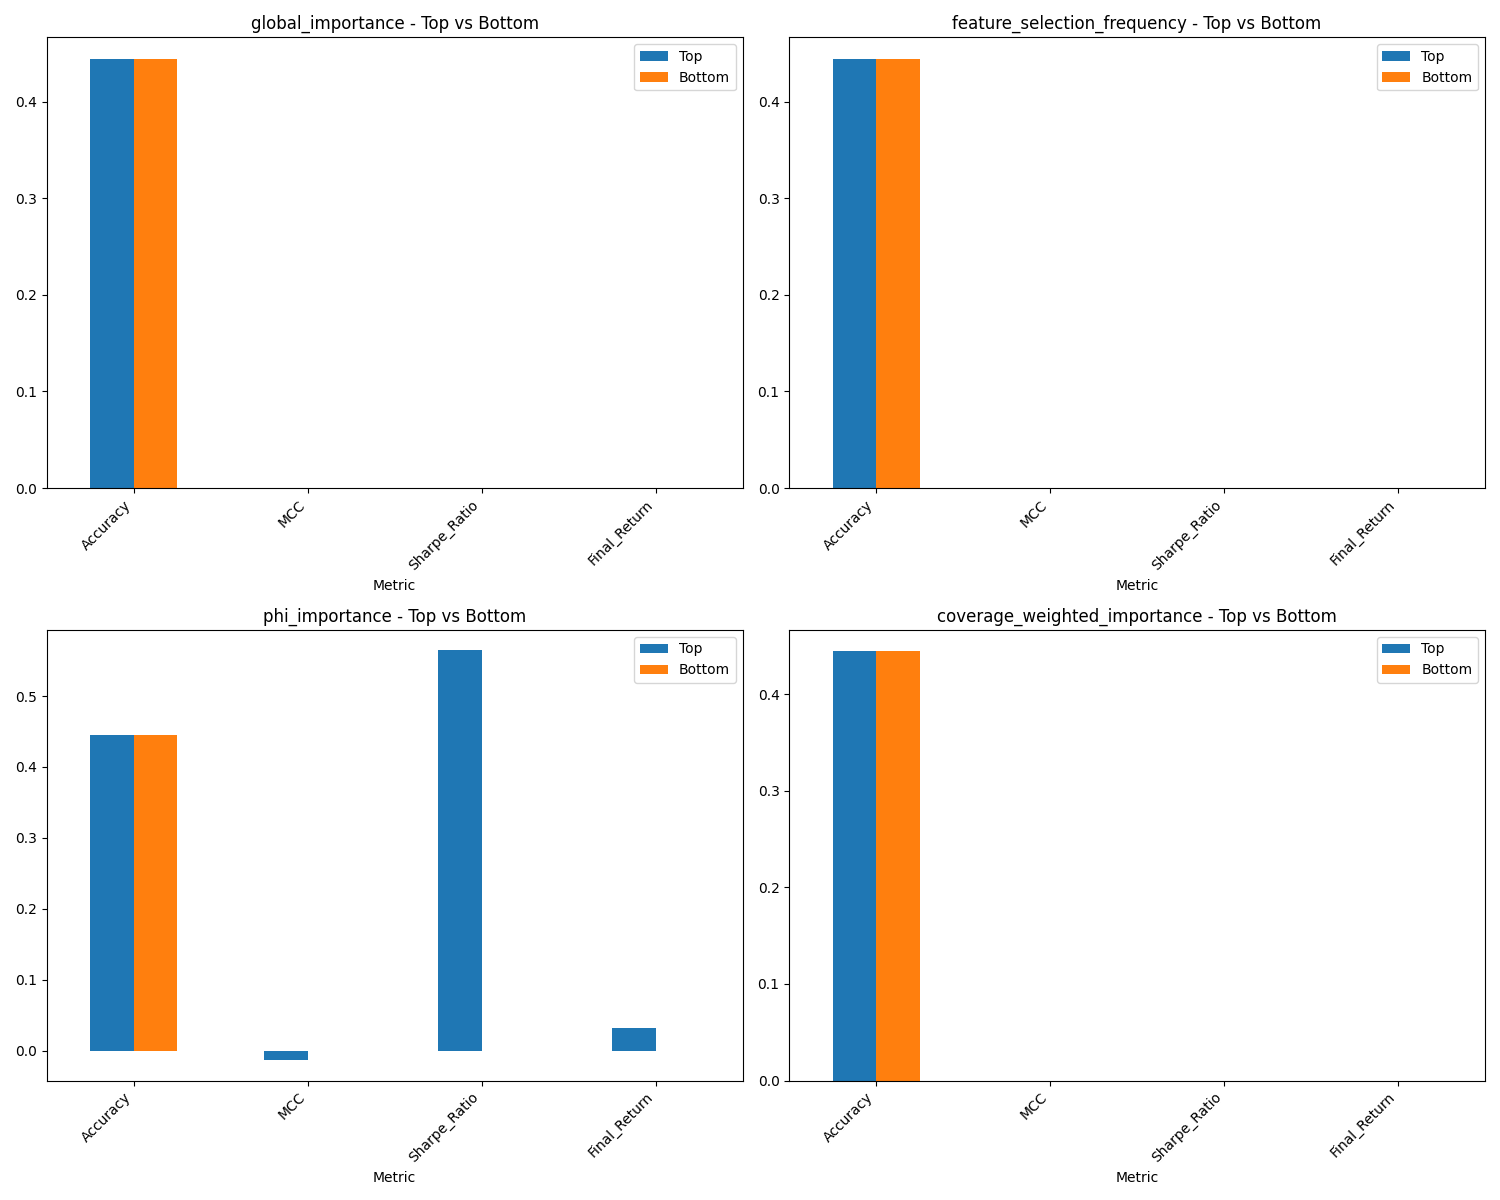 global_importance - Top vs Bottom
Top
Bottom
0.4
0.3
0.2
0.1
0.0
Accuracy
MCC
Sharpe_Ratio
Final_Return
Metric
feature_selection_frequency - Top vs Bottom
Top
Bottom
0.4
0.3
0.2
0.1
0.0
Accuracy
MCC
Sharpe_Ratio
Final_Return
Metric
phi_importance - Top vs Bottom
Top
Bottom
0.5
0.4
0.3
0.2
0.1
0.0
Accuracy
MCC
Sharpe_Ratio
Final_Return
Metric
coverage_weighted_importance - Top vs Bottom
Top
Bottom
0.4
0.3
0.2
0.1
0.0
Accuracy
MCC
Sharpe_Ratio
Final_Return
Metric